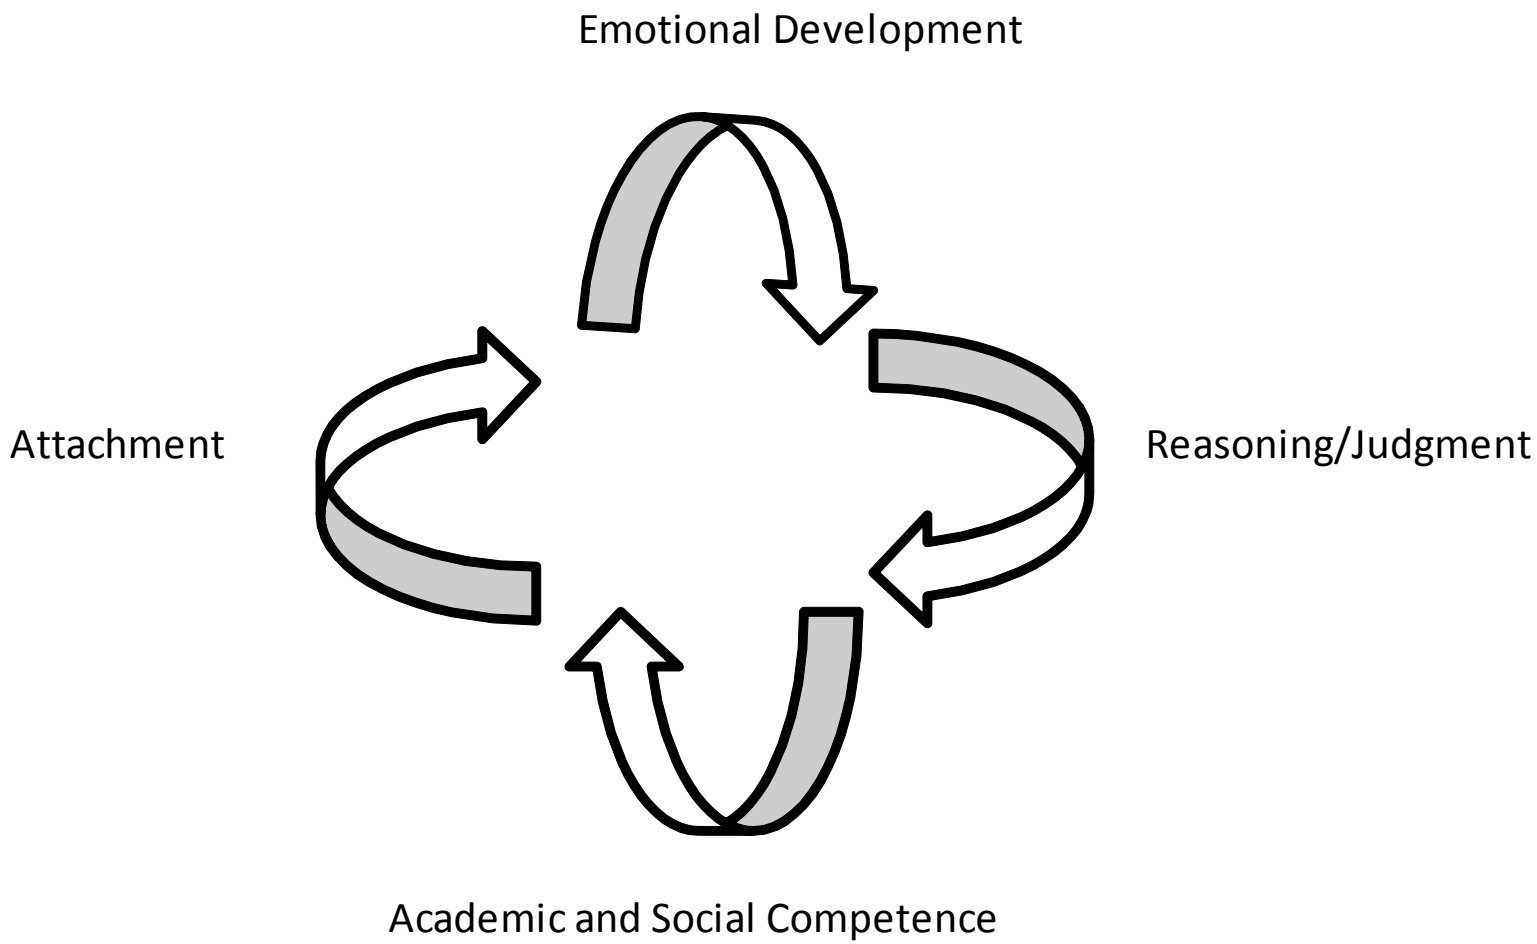 Emotional Development
Attachment
Reasoning/Judgment
Academic and Social Competence